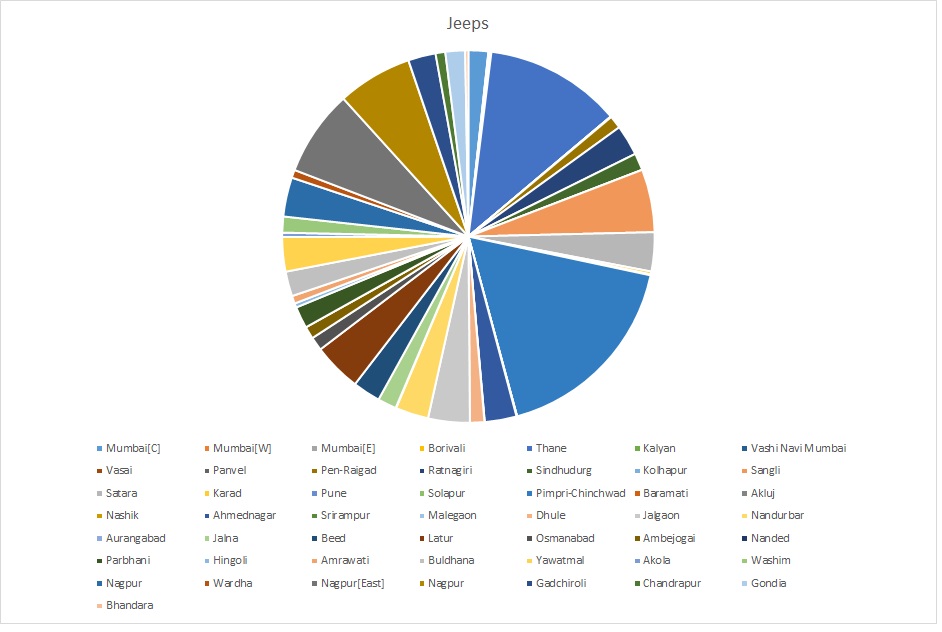 Jeeps
Mumbai[C] Mumbai[W] Mumbai[E] Borivali Thane Kalyan Vashi Navi Mumbai
Vasai Panvel Pen-Raigad Ratnagiri Sindhudurg Kolhapur Sangli
Satara Karad Pune Solapur Pimpri-Chinchwad Baramati Akluj
Nashik Ahmednagar Srirampur Malegaon Dhule Jalgaon Nandurbar
Aurangabad Jalna Beed Latur Osmanabad Ambejogai Nanded
Parbhani Hingoli Amrawati Buldhana Yawatmal Akola Washim
Nagpur Wardha Nagpur[East] Nagpur Gadchiroli Chandrapur Gondia
Bhandara